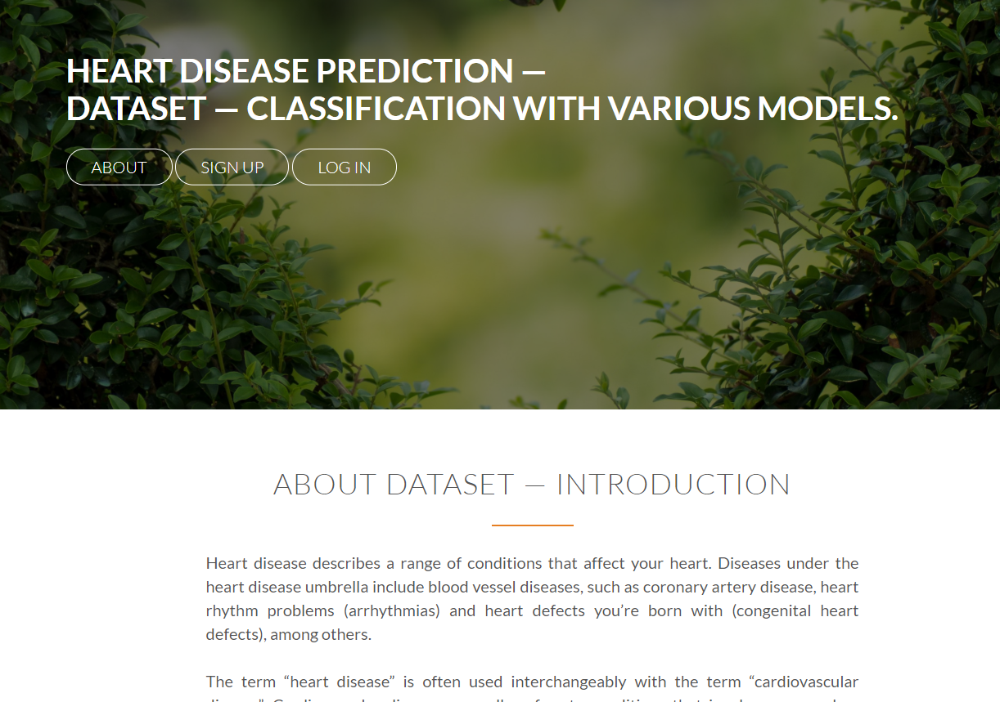 HEART DISEASE PREDICTION —
DATASET — CLASSIFICATION WITH VARIOUS MODELS.
ABOUT SIGN UP LOG IN
ABOUT DATASET — INTRODUCTION
Heart disease describes a range of conditions that affect your heart. Diseases under the
heart disease umbrella include blood vessel diseases, such as coronary artery disease, heart
rhythm problems (arrhythmias) and heart defects you’re born with (congenital heart
defects), among others.
The term “heart disease” is often used interchangeably with the term “cardiovascular